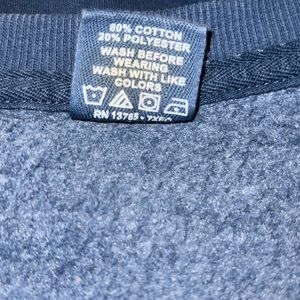 80% COTTON
20% POLYESTER
WASH BEFORE
WEARING
WASH WITH LIKE
COLORS
RN 13765 •